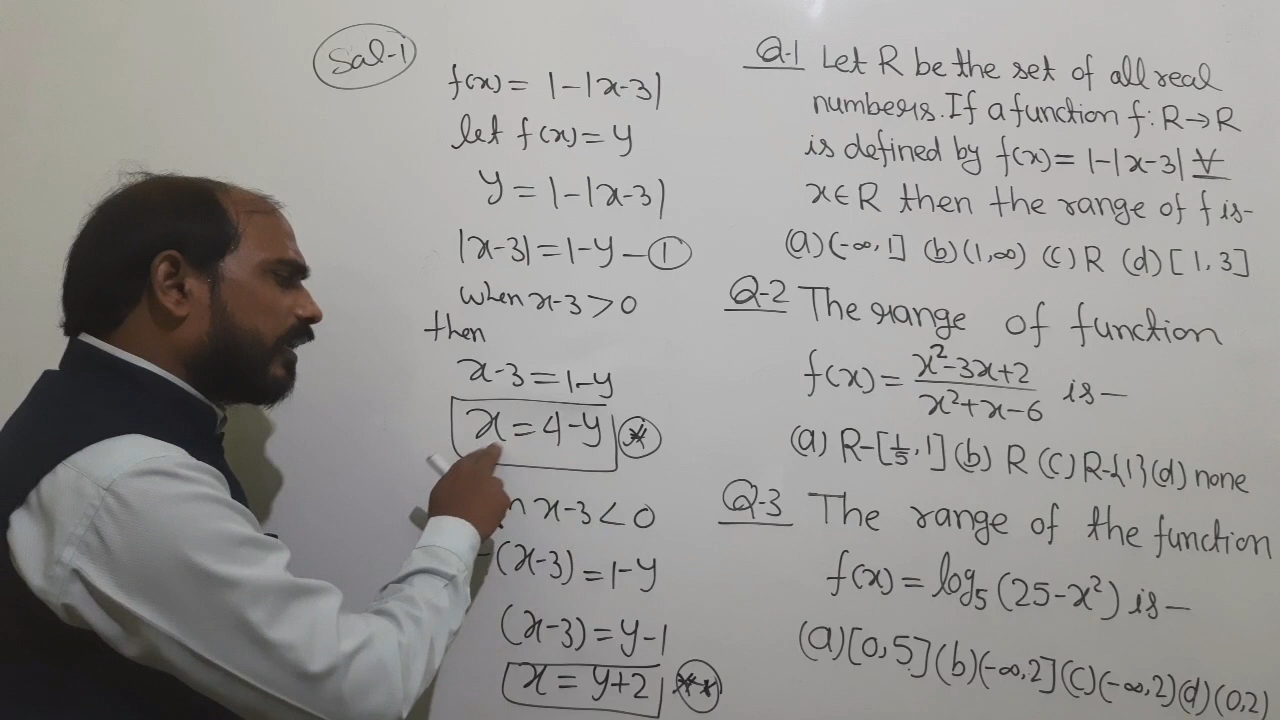 Sol-1
f(x) = 1-|x-3|
let f(x) = y
y = 1-|x-3|
|x-3| = 1-y — ①
when x-3 > 0
then
x-3 = 1-y
x = 4-y *
x-3 < 0
-(x-3) = 1-y
(x-3) = y-1
x = y+2 **
Q-1 Let R be the set of all real
numbers. If a function f: R→R
is defined by f(x) = 1-|x-3| ∀
x∈R then the range of f is-
(a) (-∞, 1] (b) (1, ∞) (c) R (d) [1, 3]
Q-2 The range of function
f(x) = x²-3x+2 / x²+x-6 is —
(a) R-[1/5, 1] (b) R (c) R-{1} (d) none
Q-3 The range of the function
f(x) = log₅ (25-x²) is —
(a) [0, 5] (b) (-∞, 2] (c) (-∞, 2) (d) (0, 2)